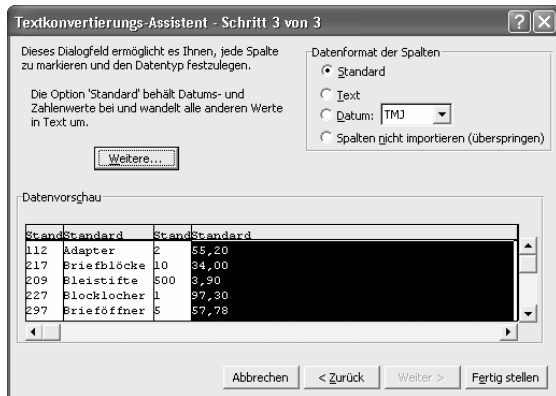 Textkonvertierungs-Assistent - Schritt 3 von 3
Dieses Dialogfeld ermöglicht es Ihnen, jede Spalte
zu markieren und den Datentyp festzulegen.
Die Option 'Standard' behält Datums- und
Zahlenwerte bei und wandelt alle anderen Werte
in Text um.
Weitere...
Datenformat der Spalten
Standard
Text
Datum: TMJ
Spalten nicht importieren (überspringen)
Datenvorschau
StandStandard StandStandard
112 Adapter 2 55,20
217 Briefblöcke 10 34,00
209 Bleistifte 500 3,90
227 Blocklocher 1 97,30
297 Brieföffner 5 57,78
Abbrechen < Zurück Weiter > Fertig stellen